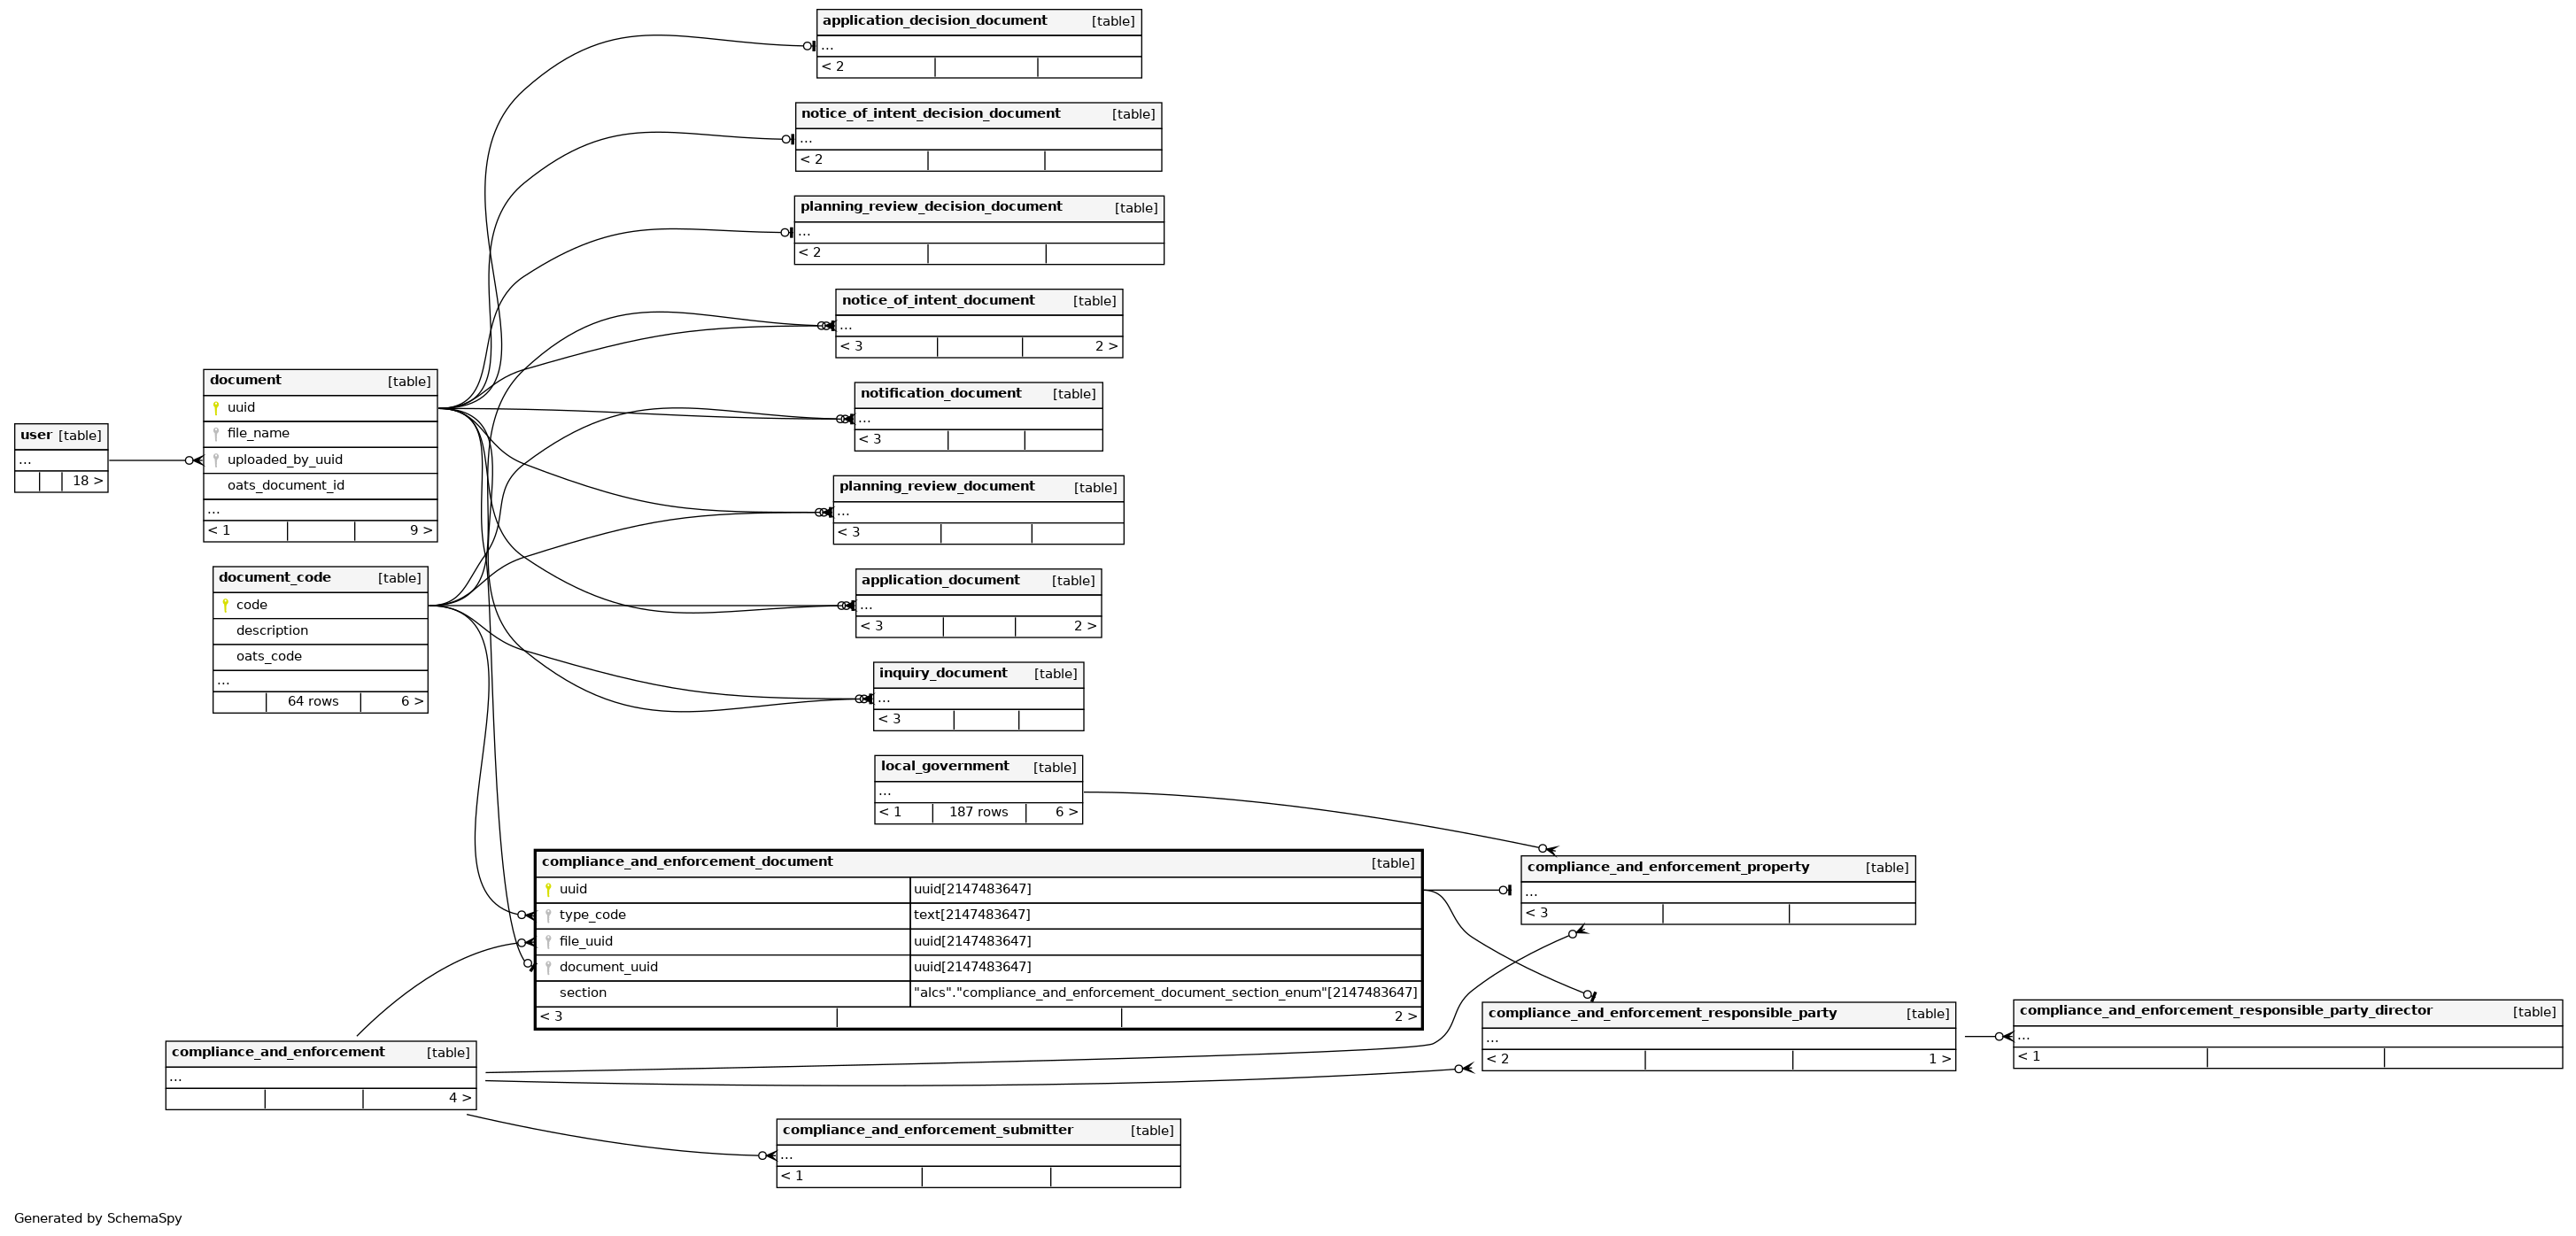 application_decision_document [table]
...
< 2
notice_of_intent_decision_document [table]
...
< 2
planning_review_decision_document [table]
...
< 2
notice_of_intent_document [table]
...
< 3 2 >
notification_document [table]
...
< 3
planning_review_document [table]
...
< 3
application_document [table]
...
< 3 2 >
inquiry_document [table]
...
< 3
local_government [table]
...
< 1 187 rows 6 >
user [table]
...
18 >
document [table]
uuid
file_name
uploaded_by_uuid
oats_document_id
...
< 1 9 >
document_code [table]
code
description
oats_code
...
64 rows 6 >
compliance_and_enforcement_document [table]
uuid uuid[2147483647]
type_code text[2147483647]
file_uuid uuid[2147483647]
document_uuid uuid[2147483647]
section "alcs"."compliance_and_enforcement_document_section_enum"[2147483647]
< 3 2 >
compliance_and_enforcement_property [table]
...
< 3
compliance_and_enforcement_responsible_party [table]
...
< 2 1 >
compliance_and_enforcement_responsible_party_director [table]
...
< 1
compliance_and_enforcement [table]
...
4 >
compliance_and_enforcement_submitter [table]
...
< 1
Generated by SchemaSpy